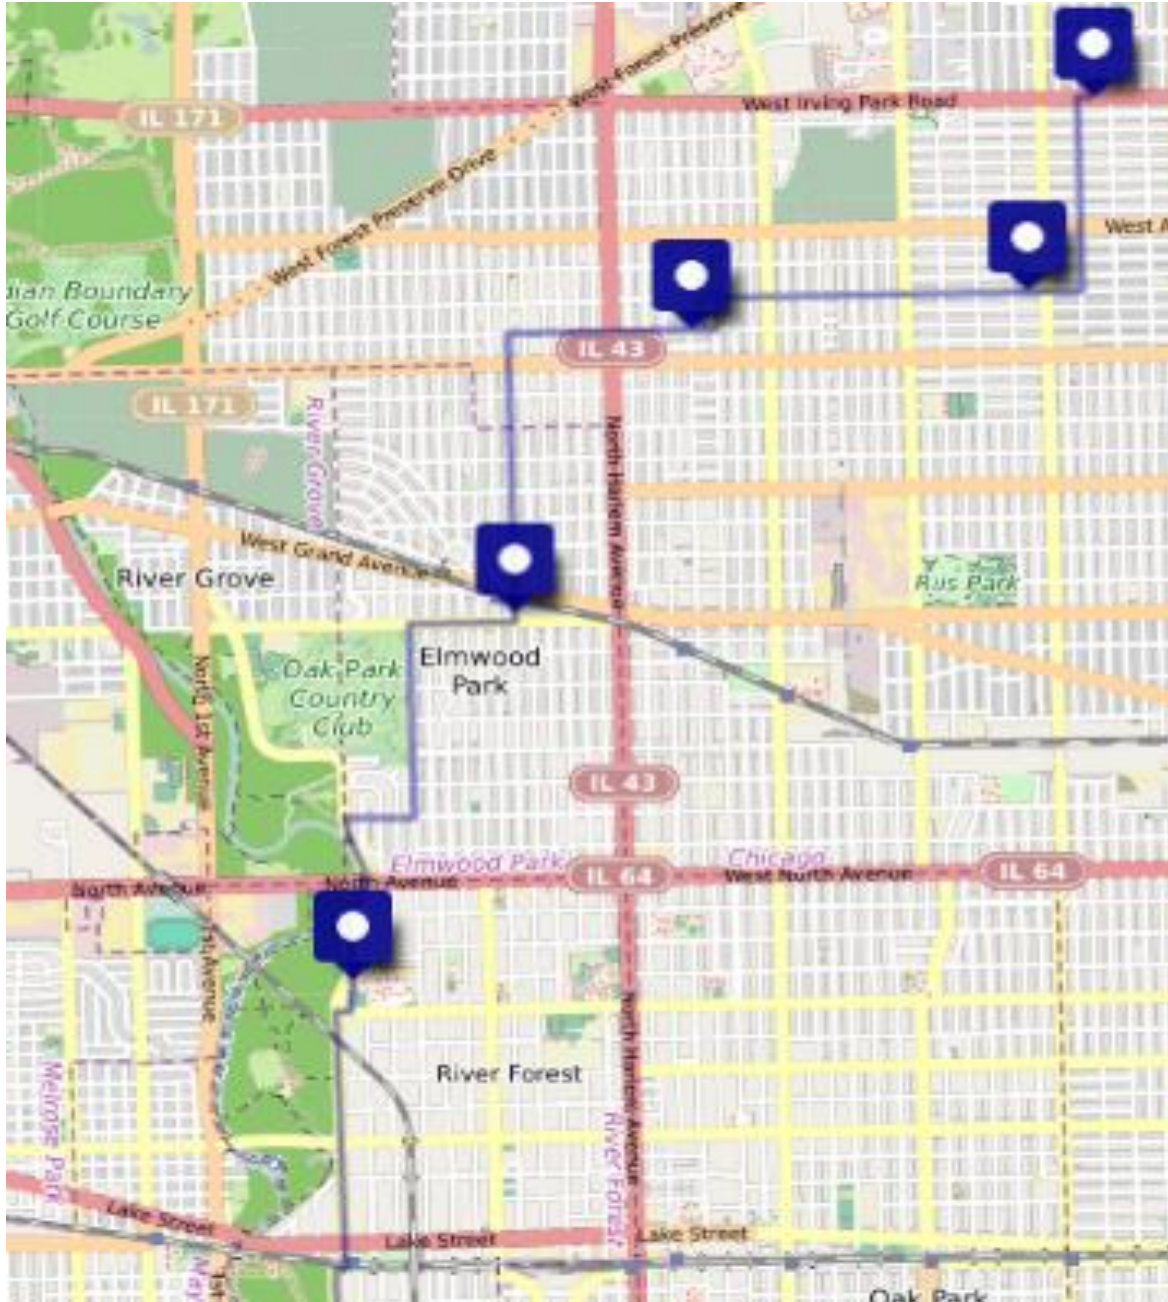 West Forest Preserve
West Irving Park Road
IL 171
West Forest Preserve Drive
West
dian Boundary
Golf Course
IL 43
IL 171
River Grove
North Harlem Avenue
West Grand Avenue
River Grove
Rus Park
Elmwood
Park
Oak Park
Country
Club
North 1st Avenue
IL 43
Elmwood Park
Chicago
North Avenue
North Avenue
IL 64
West North Avenue
IL 64
1st Avenue
North Harlem Avenue
River Forest
Melrose Park
River Forest
Lake Street
Lake Street
Lake Street
May
1st
Oak Park